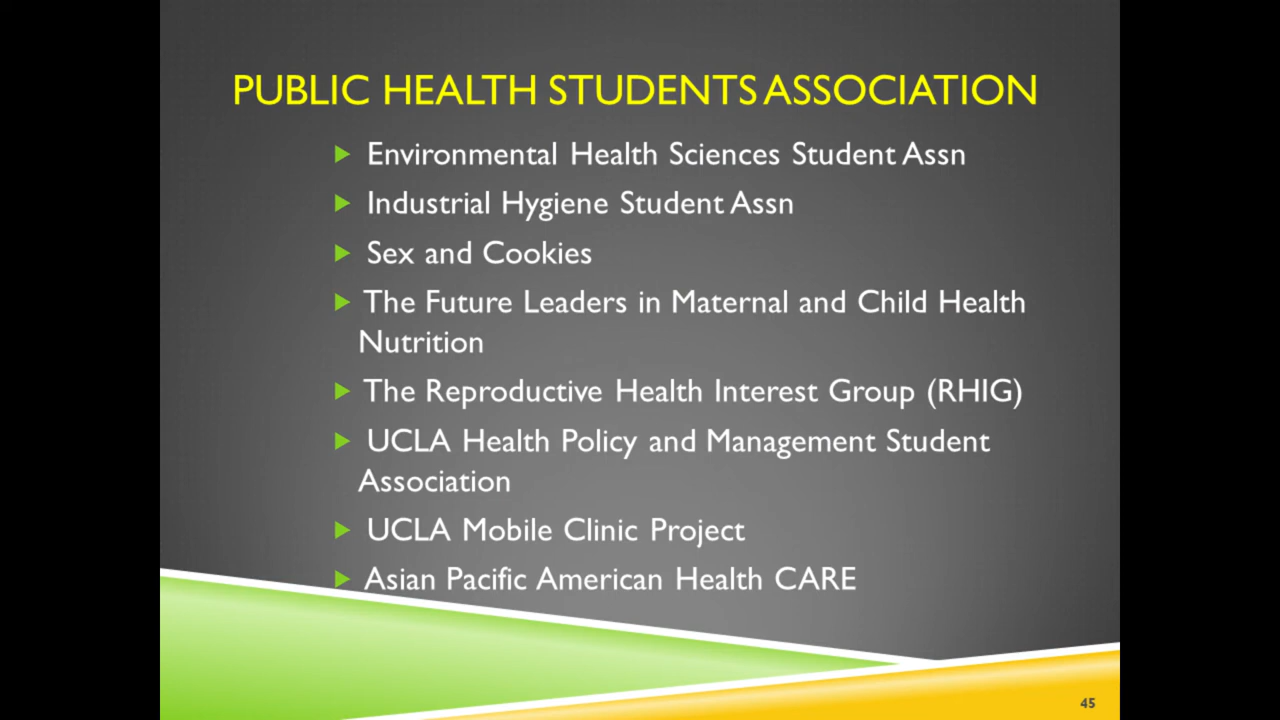 PUBLIC HEALTH STUDENTS ASSOCIATION
Environmental Health Sciences Student Assn
Industrial Hygiene Student Assn
Sex and Cookies
The Future Leaders in Maternal and Child Health
Nutrition
The Reproductive Health Interest Group (RHIG)
UCLA Health Policy and Management Student
Association
UCLA Mobile Clinic Project
Asian Pacific American Health CARE
45